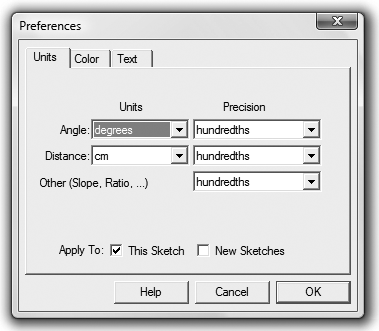 Preferences
Units Color Text
Units Precision
Angle: degrees hundredths
Distance: cm hundredths
Other (Slope, Ratio, ...) hundredths
Apply To: This Sketch New Sketches
Help Cancel OK